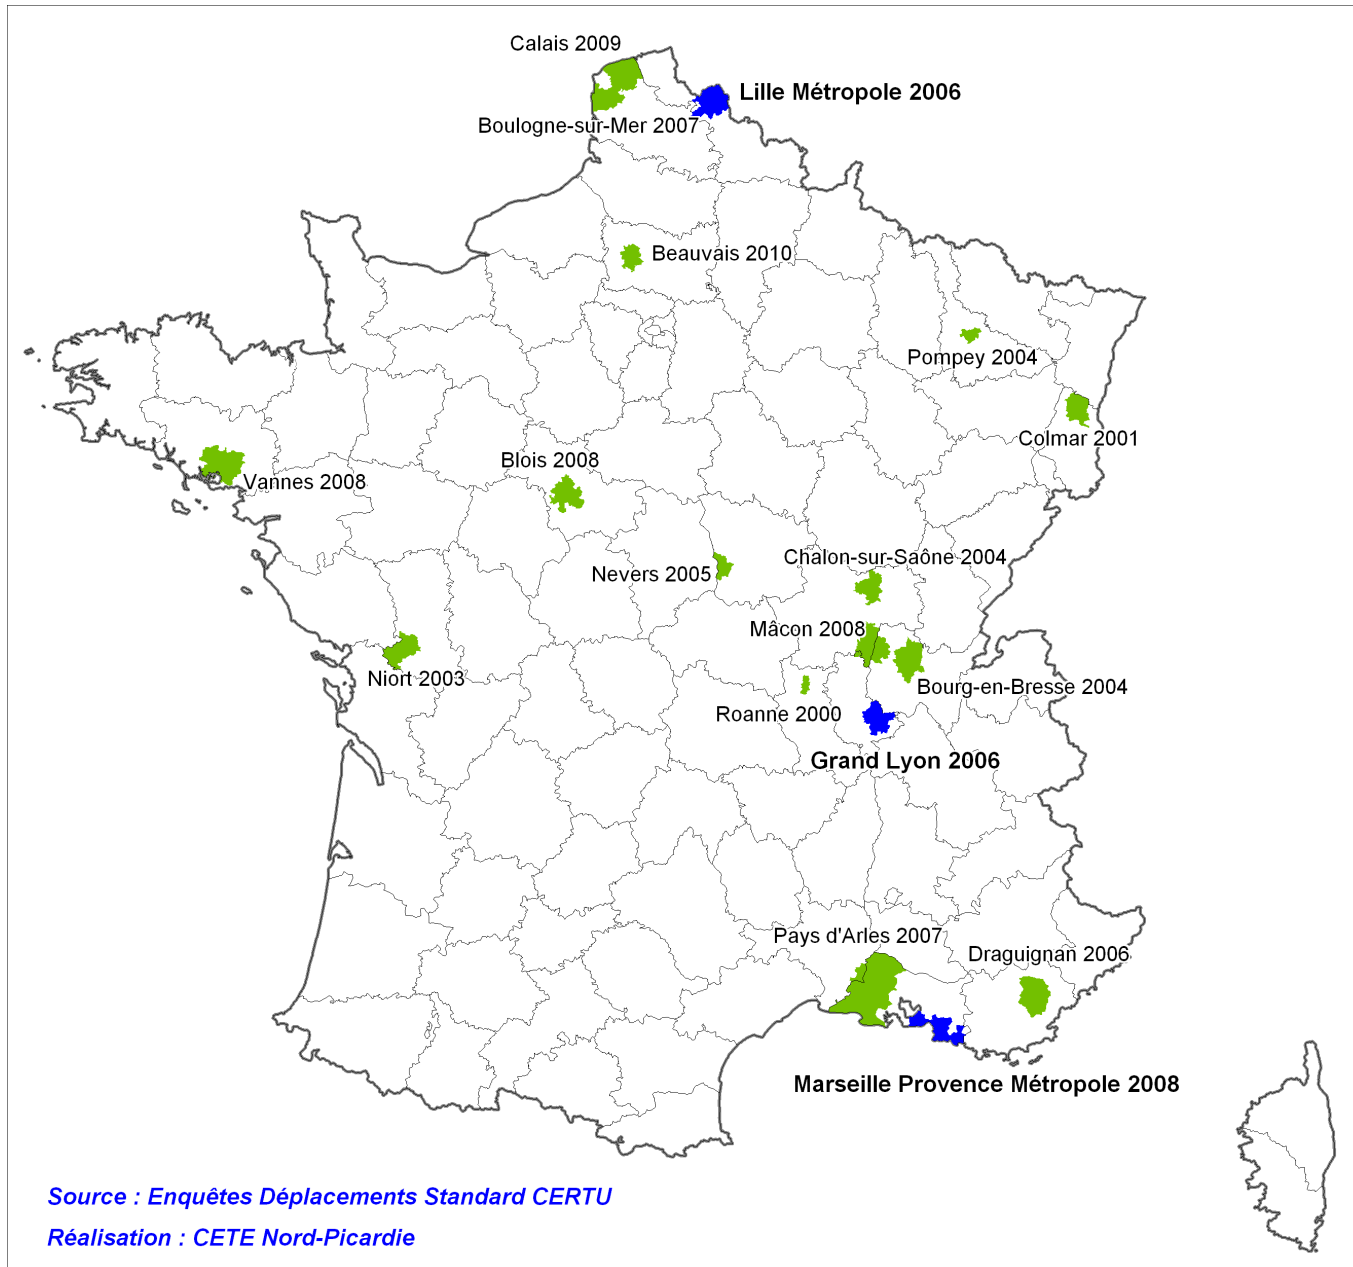 Calais 2009
Lille Métropole 2006
Boulogne-sur-Mer 2007
Beauvais 2010
Pompey 2004
Colmar 2001
Blois 2008
Vannes 2008
Chalon-sur-Saône 2004
Nevers 2005
Mâcon 2008
Niort 2003
Bourg-en-Bresse 2004
Roanne 2000
Grand Lyon 2006
Pays d'Arles 2007
Draguignan 2006
Marseille Provence Métropole 2008
Source : Enquêtes Déplacements Standard CERTU
Réalisation : CETE Nord-Picardie